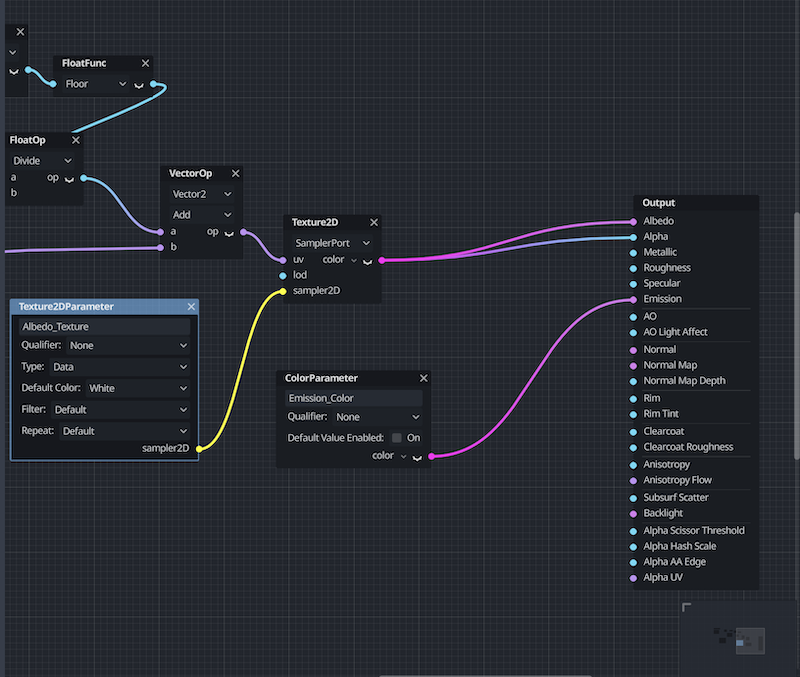 FloatFunc
Floor
FloatOp
Divide
a op
b
VectorOp
Vector2
Add
a op
b
Texture2D
SamplerPort
uv color
lod
sampler2D
Texture2DParameter
Albedo_Texture
Qualifier: None
Type: Data
Default Color: White
Filter: Default
Repeat: Default
sampler2D
ColorParameter
Emission_Color
Qualifier: None
Default Value Enabled: On
color
Output
Albedo
Alpha
Metallic
Roughness
Specular
Emission
AO
AO Light Affect
Normal
Normal Map
Normal Map Depth
Rim
Rim Tint
Clearcoat
Clearcoat Roughness
Anisotropy
Anisotropy Flow
Subsurf Scatter
Backlight
Alpha Scissor Threshold
Alpha Hash Scale
Alpha AA Edge
Alpha UV